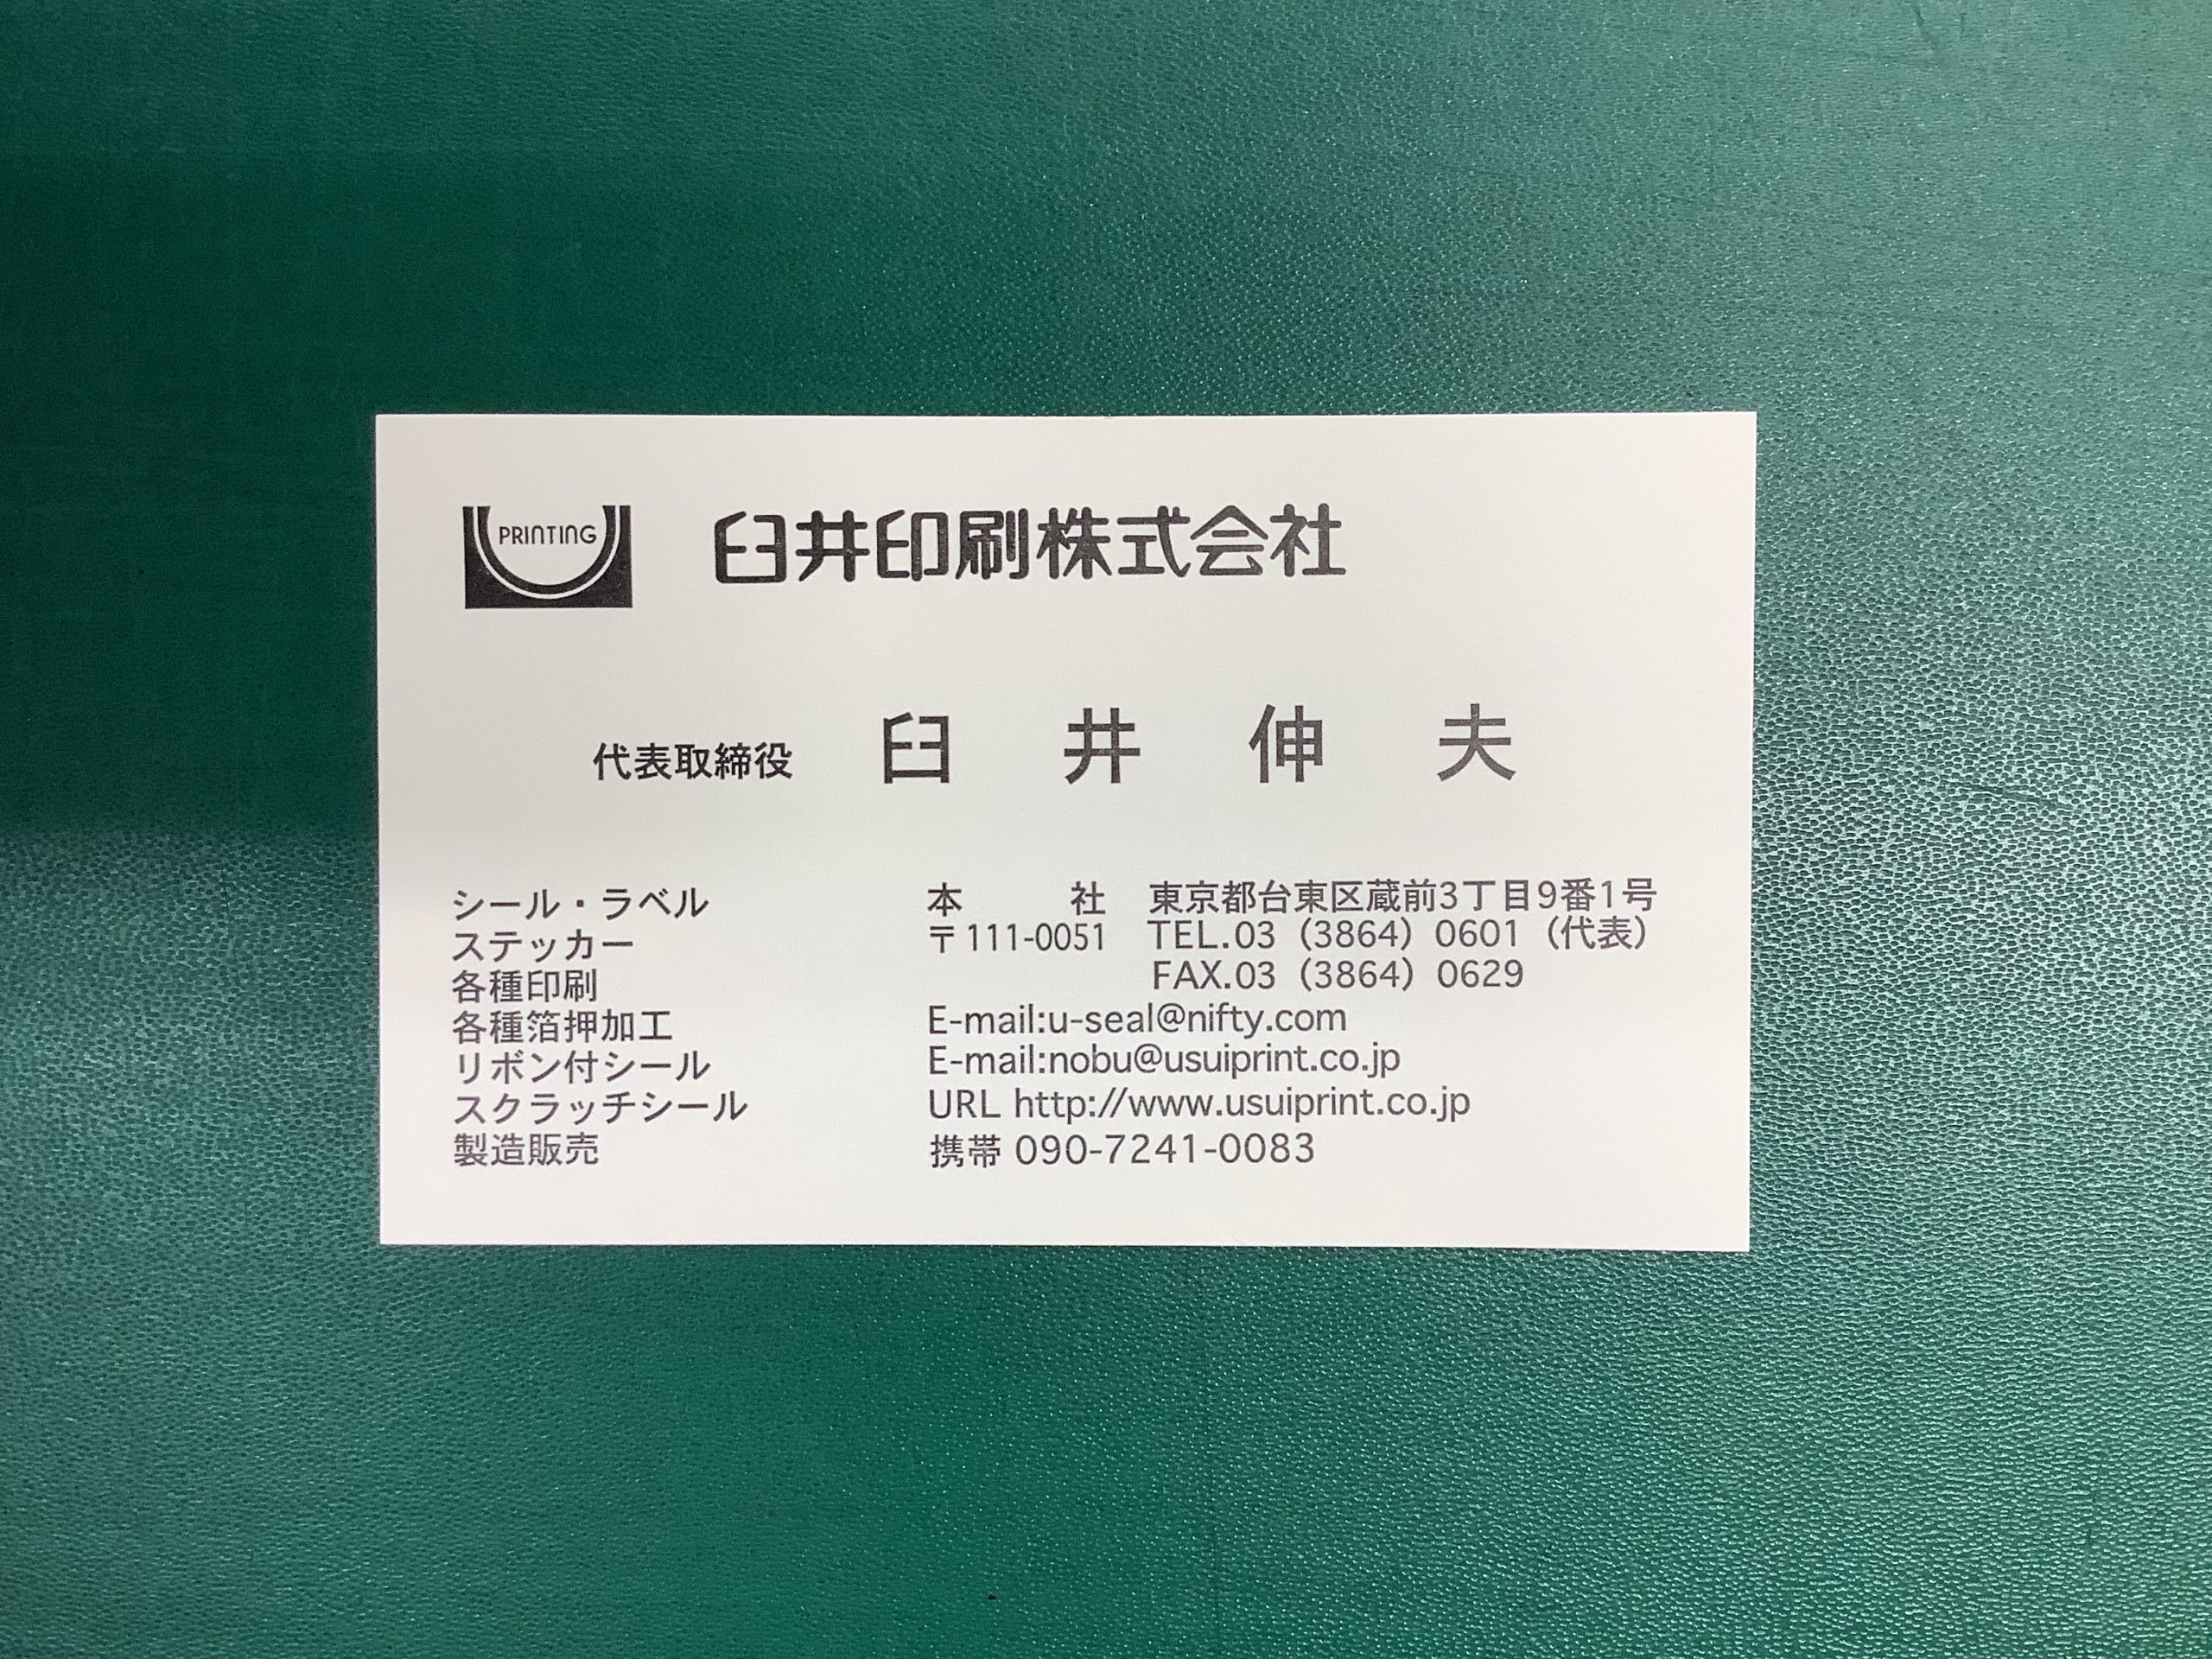 PRINTING
臼井印刷株式会社
代表取締役 臼井伸夫
シール・ラベル
ステッカー
各種印刷
各種箔押加工
リボン付シール
スクラッチシール
製造販売
本社 東京都台東区蔵前3丁目9番1号
〒111-0051 TEL.03（3864）0601（代表）
FAX.03（3864）0629
E-mail:u-seal@nifty.com
E-mail:nobu@usuiprint.co.jp
URL http://www.usuiprint.co.jp
携帯 090-7241-0083